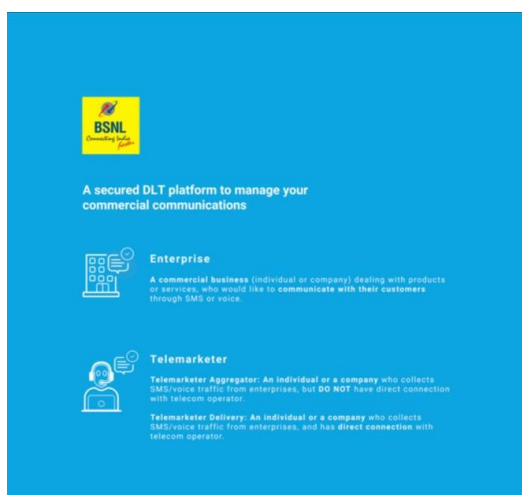 BSNL
Connecting India
faster
A secured DLT platform to manage your
commercial communications
Enterprise
A commercial business (individual or company) dealing with products
or services, who would like to communicate with their customers
through SMS or voice.
Telemarketer
Telemarketer Aggregator: An individual or a company who collects
SMS/voice traffic from enterprises, but DO NOT have direct connection
with telecom operator.
Telemarketer Delivery: An individual or a company who collects
SMS/voice traffic from enterprises, and has direct connection with
telecom operator.